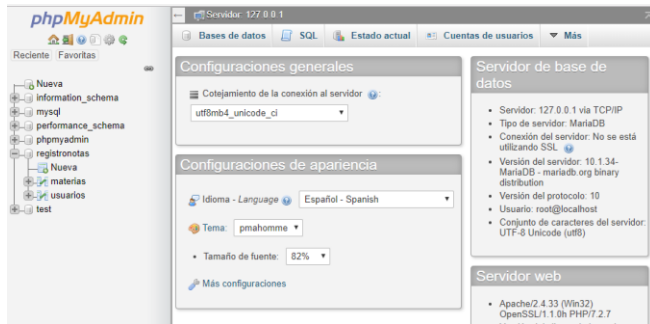 phpMyAdmin
Reciente Favoritas
Nueva
information_schema
mysql
performance_schema
phpmyadmin
registronotas
Nueva
materias
usuarios
test
Servidor: 127.0.0.1
Bases de datos SQL Estado actual Cuentas de usuarios Más
Configuraciones generales
Cotejamiento de la conexión al servidor :
utf8mb4_unicode_ci
Configuraciones de apariencia
Idioma - Language Español - Spanish
Tema: pmahomme
• Tamaño de fuente: 82%
Más configuraciones
Servidor de base de
datos
• Servidor: 127.0.0.1 via TCP/IP
• Tipo de servidor: MariaDB
• Conexión del servidor: No se está
utilizando SSL
• Versión del servidor: 10.1.34-
MariaDB - mariadb.org binary
distribution
• Versión del protocolo: 10
• Usuario: root@localhost
• Conjunto de caracteres del servidor:
UTF-8 Unicode (utf8)
Servidor web
• Apache/2.4.33 (Win32)
OpenSSL/1.1.0h PHP/7.2.7